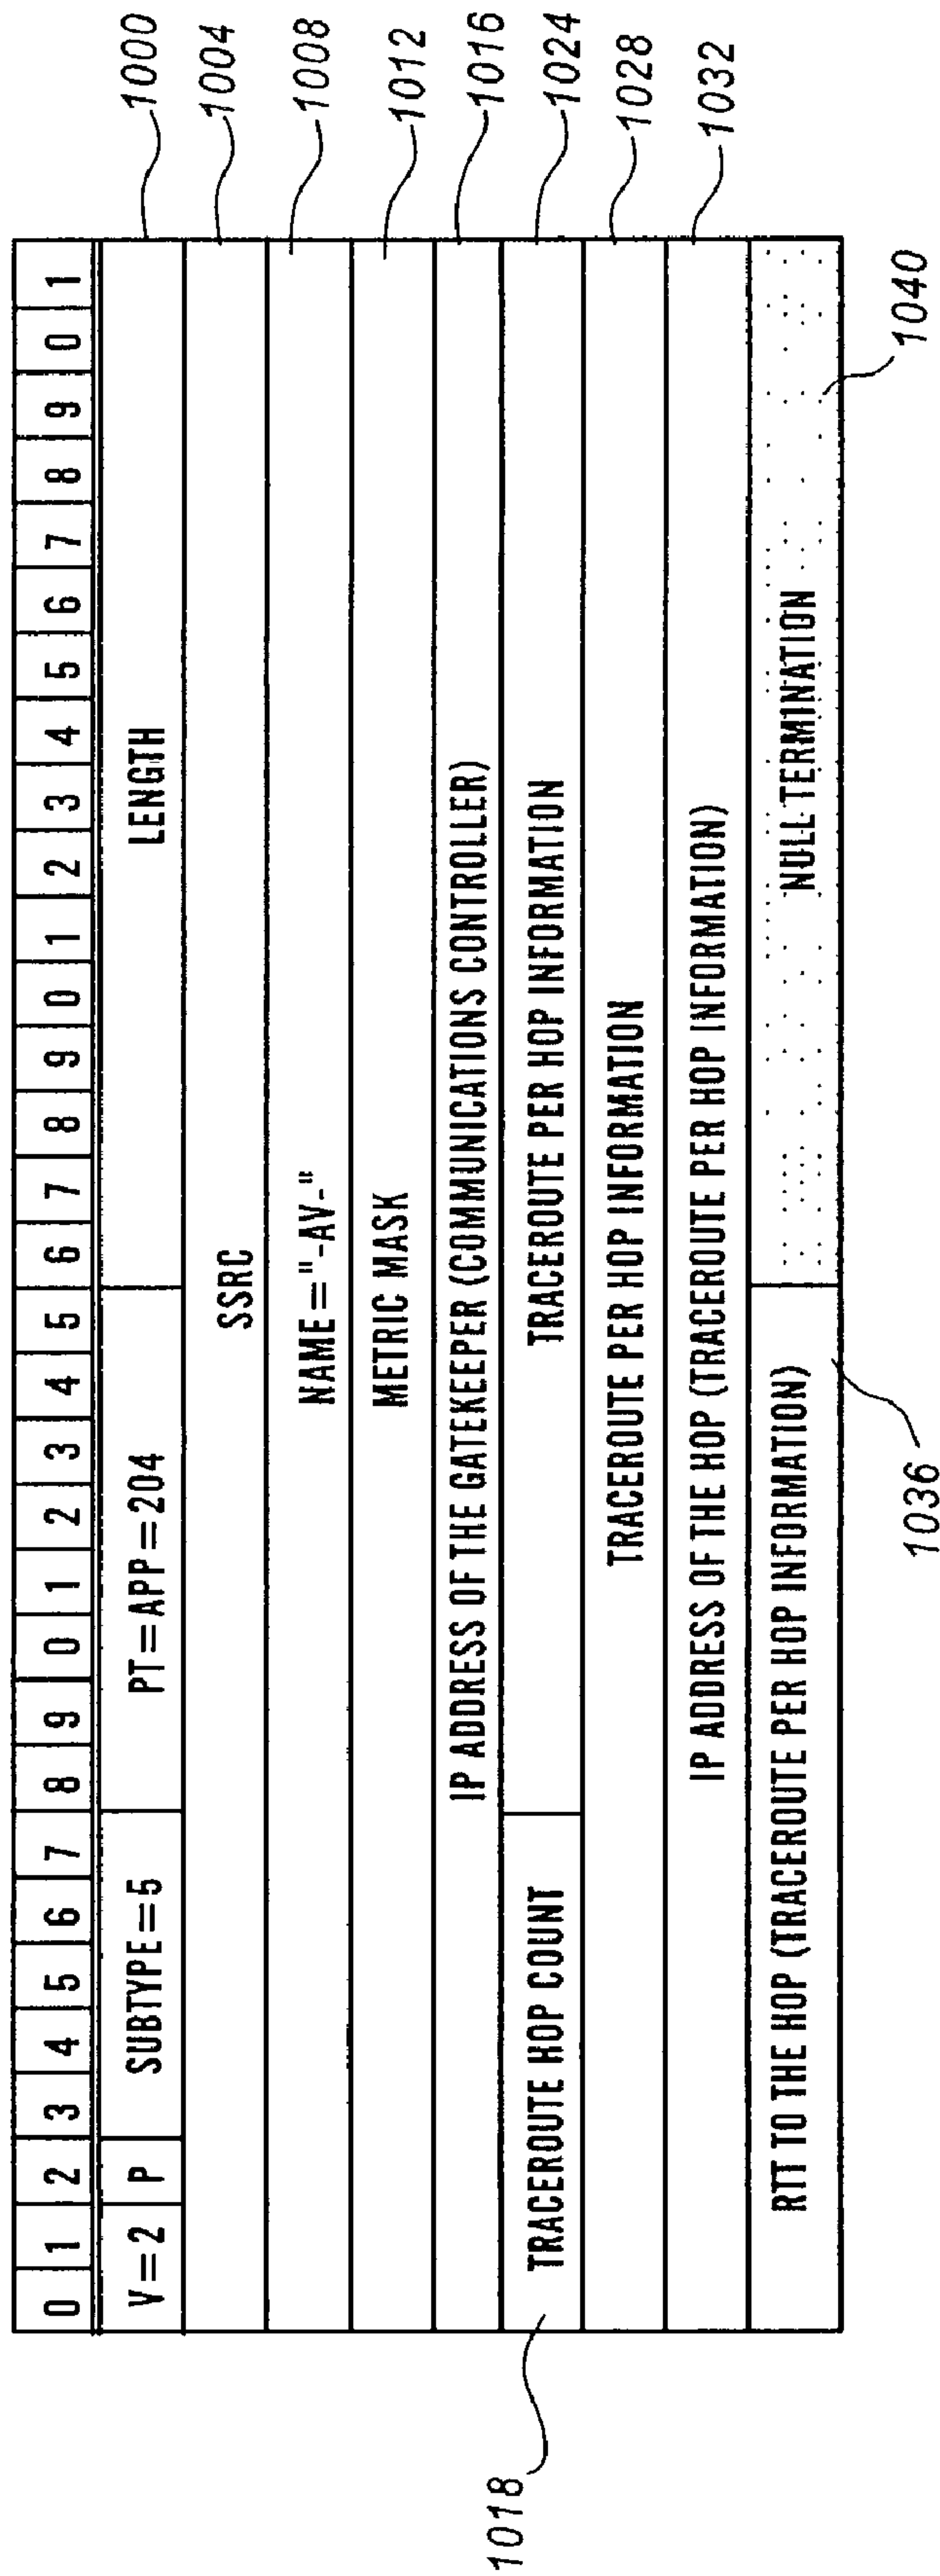 0 1 2 3 4 5 6 7 8 9 0 1 2 3 4 5 6 7 8 9 0 1 2 3 4 5 6 7 8 9 0 1
V=2 P SUBTYPE=5 PT=APP=204 LENGTH 1000
SSRC 1004
NAME="-AV-" 1008
METRIC MASK 1012
IP ADDRESS OF THE GATEKEEPER (COMMUNICATIONS CONTROLLER) 1016
1018 TRACEROUTE HOP COUNT TRACEROUTE PER HOP INFORMATION 1024
TRACEROUTE PER HOP INFORMATION 1028
IP ADDRESS OF THE HOP (TRACEROUTE PER HOP INFORMATION) 1032
RTT TO THE HOP (TRACEROUTE PER HOP INFORMATION) NULL TERMINATION
1036 1040